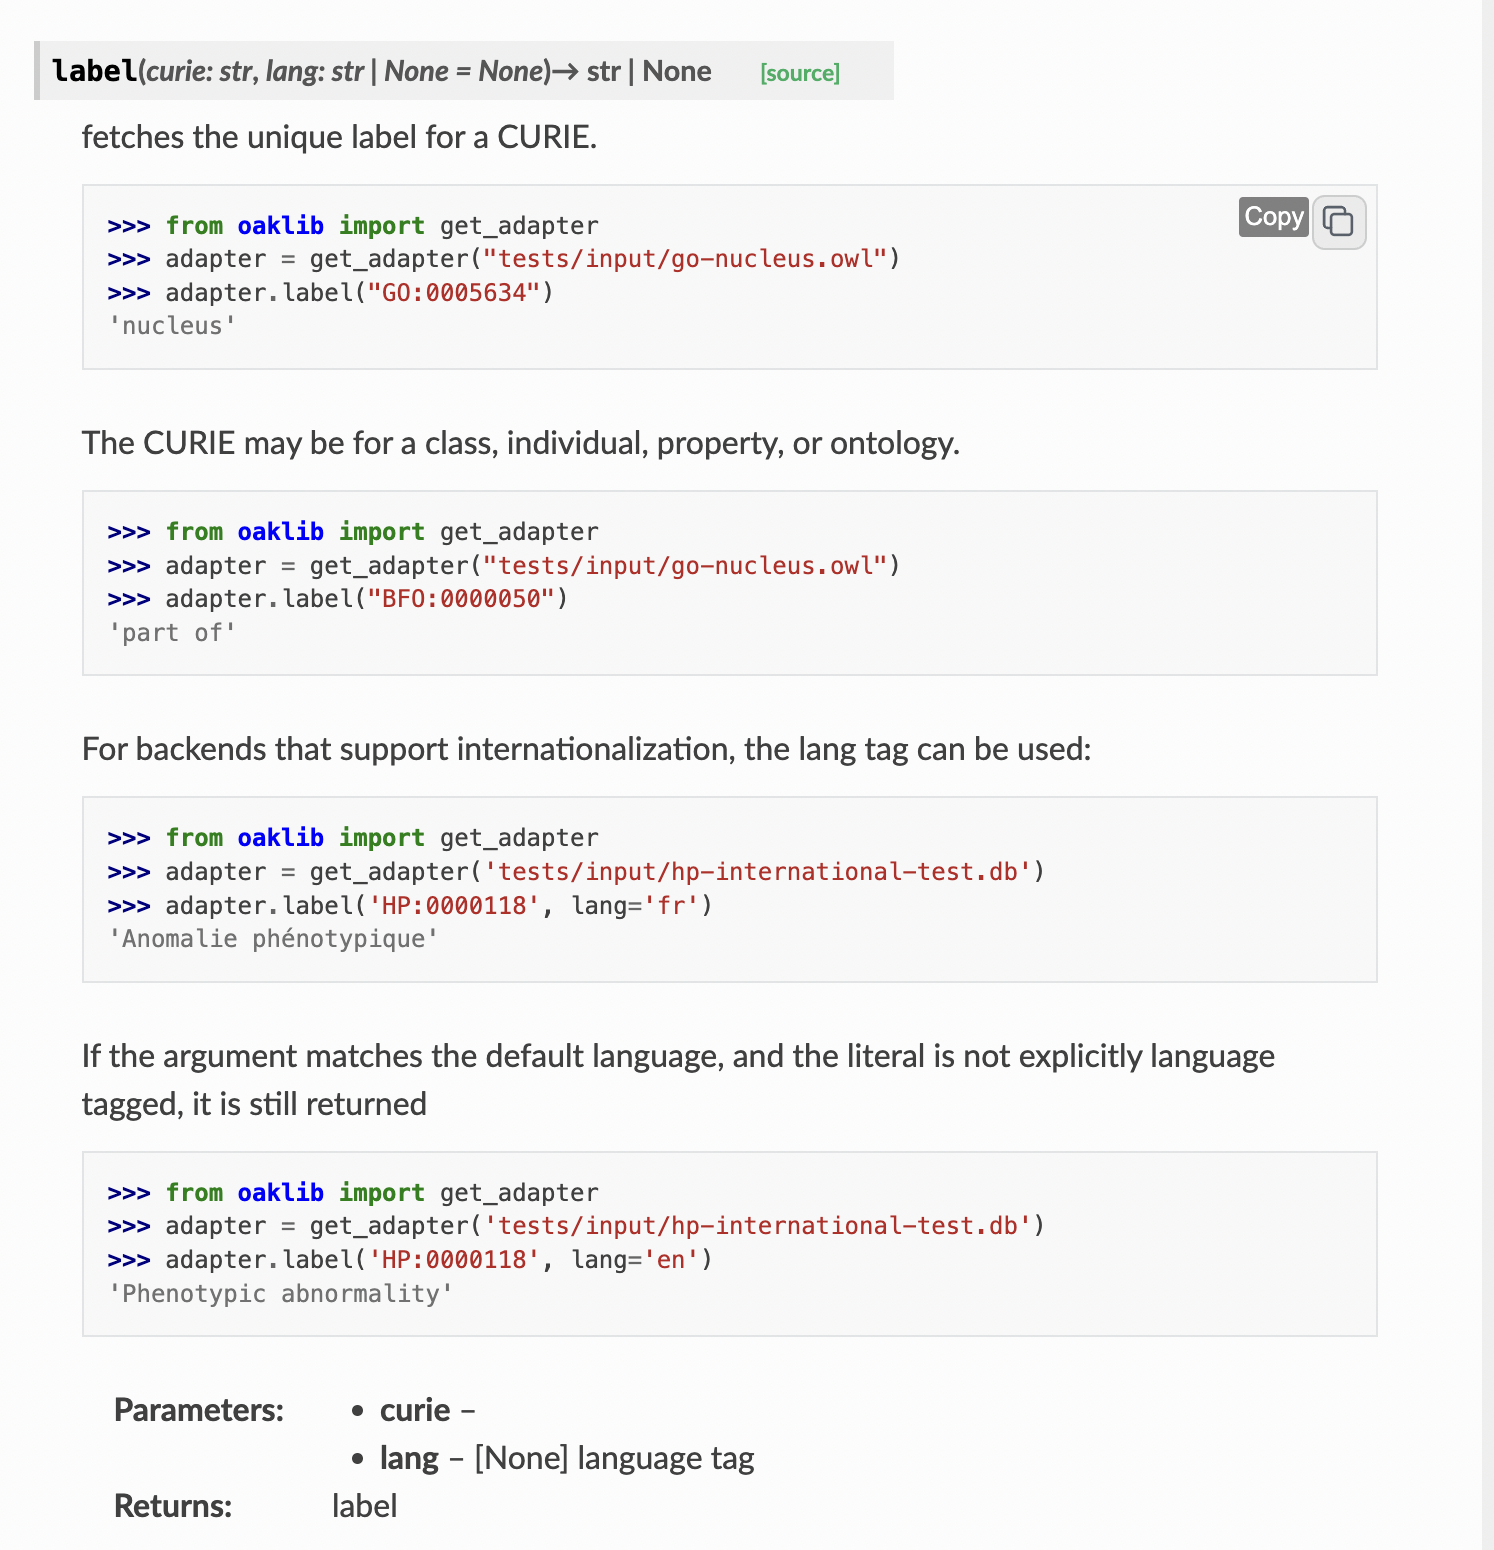 label(curie: str, lang: str | None = None)→ str | None [source]
fetches the unique label for a CURIE.
Copy
>>> from oaklib import get_adapter
>>> adapter = get_adapter("tests/input/go-nucleus.owl")
>>> adapter.label("GO:0005634")
'nucleus'
The CURIE may be for a class, individual, property, or ontology.
>>> from oaklib import get_adapter
>>> adapter = get_adapter("tests/input/go-nucleus.owl")
>>> adapter.label("BFO:0000050")
'part of'
For backends that support internationalization, the lang tag can be used:
>>> from oaklib import get_adapter
>>> adapter = get_adapter('tests/input/hp-international-test.db')
>>> adapter.label('HP:0000118', lang='fr')
'Anomalie phénotypique'
If the argument matches the default language, and the literal is not explicitly language
tagged, it is still returned
>>> from oaklib import get_adapter
>>> adapter = get_adapter('tests/input/hp-international-test.db')
>>> adapter.label('HP:0000118', lang='en')
'Phenotypic abnormality'
Parameters: • curie –
• lang – [None] language tag
Returns: label